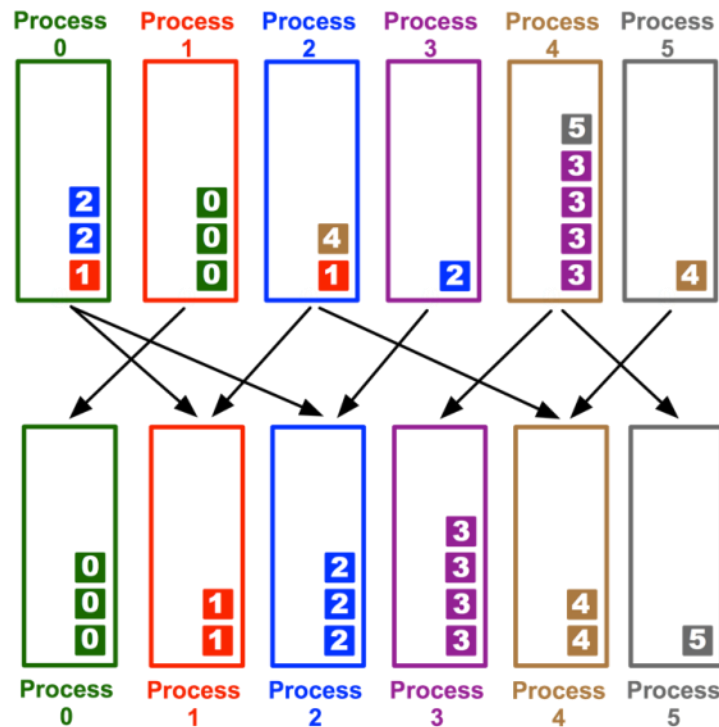 Process Process Process Process Process Process
0 1 2 3 4 5
5
3
2 0 3
2 0 4 3
1 0 1 2 3 4
3
0 2 3
0 1 2 3 4
0 1 2 3 4 5
Process Process Process Process Process Process
0 1 2 3 4 5